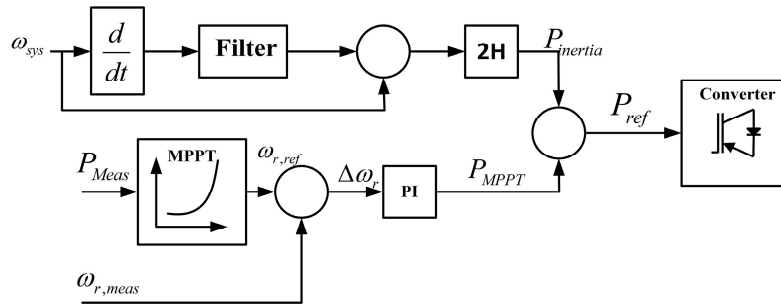 ω_sys
d
dt
Filter
2H
P_inertia
P_ref
Converter
P_Meas
MPPT
ω_r,ref
Δω_r
PI
P_MPPT
ω_r,meas